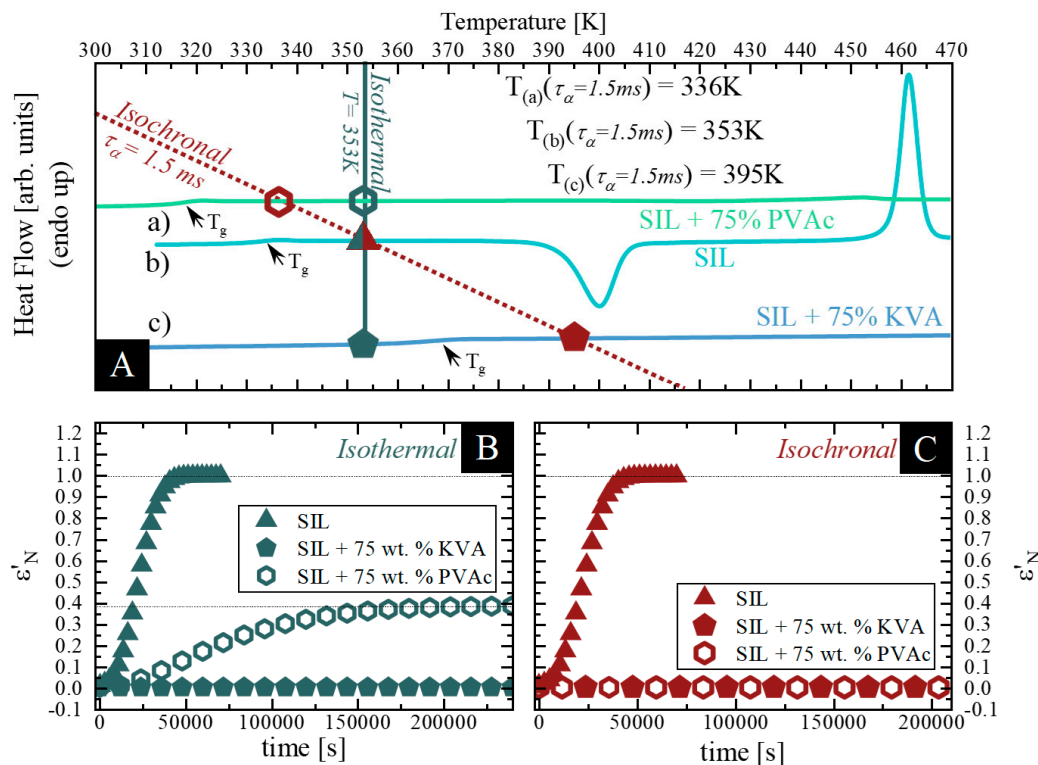 Temperature [K]
300 310 320 330 340 350 360 370 380 390 400 410 420 430 440 450 460 470
Heat Flow [arb. units]
(endo up)
Isochronal
τα = 1.5 ms
Isothermal
T = 353K
T(a)(τα=1.5ms) = 336K
T(b)(τα=1.5ms) = 353K
T(c)(τα=1.5ms) = 395K
a)
Tg
SIL + 75% PVAc
b)
Tg
SIL
c)
Tg
SIL + 75% KVA
A
Isothermal
B
1.2
1.1
1.0
0.9
0.8
0.7
0.6
0.5
0.4
0.3
0.2
0.1
0.0
-0.1
ε'N
SIL
SIL + 75 wt. % KVA
SIL + 75 wt. % PVAc
0 50000 100000 150000 200000
time [s]
Isochronal
C
SIL
SIL + 75 wt. % KVA
SIL + 75 wt. % PVAc
0 50000 100000 150000 200000
time [s]
1.2
1.1
1.0
0.9
0.8
0.7
0.6
0.5
0.4
0.3
0.2
0.1
0.0
-0.1
ε'N